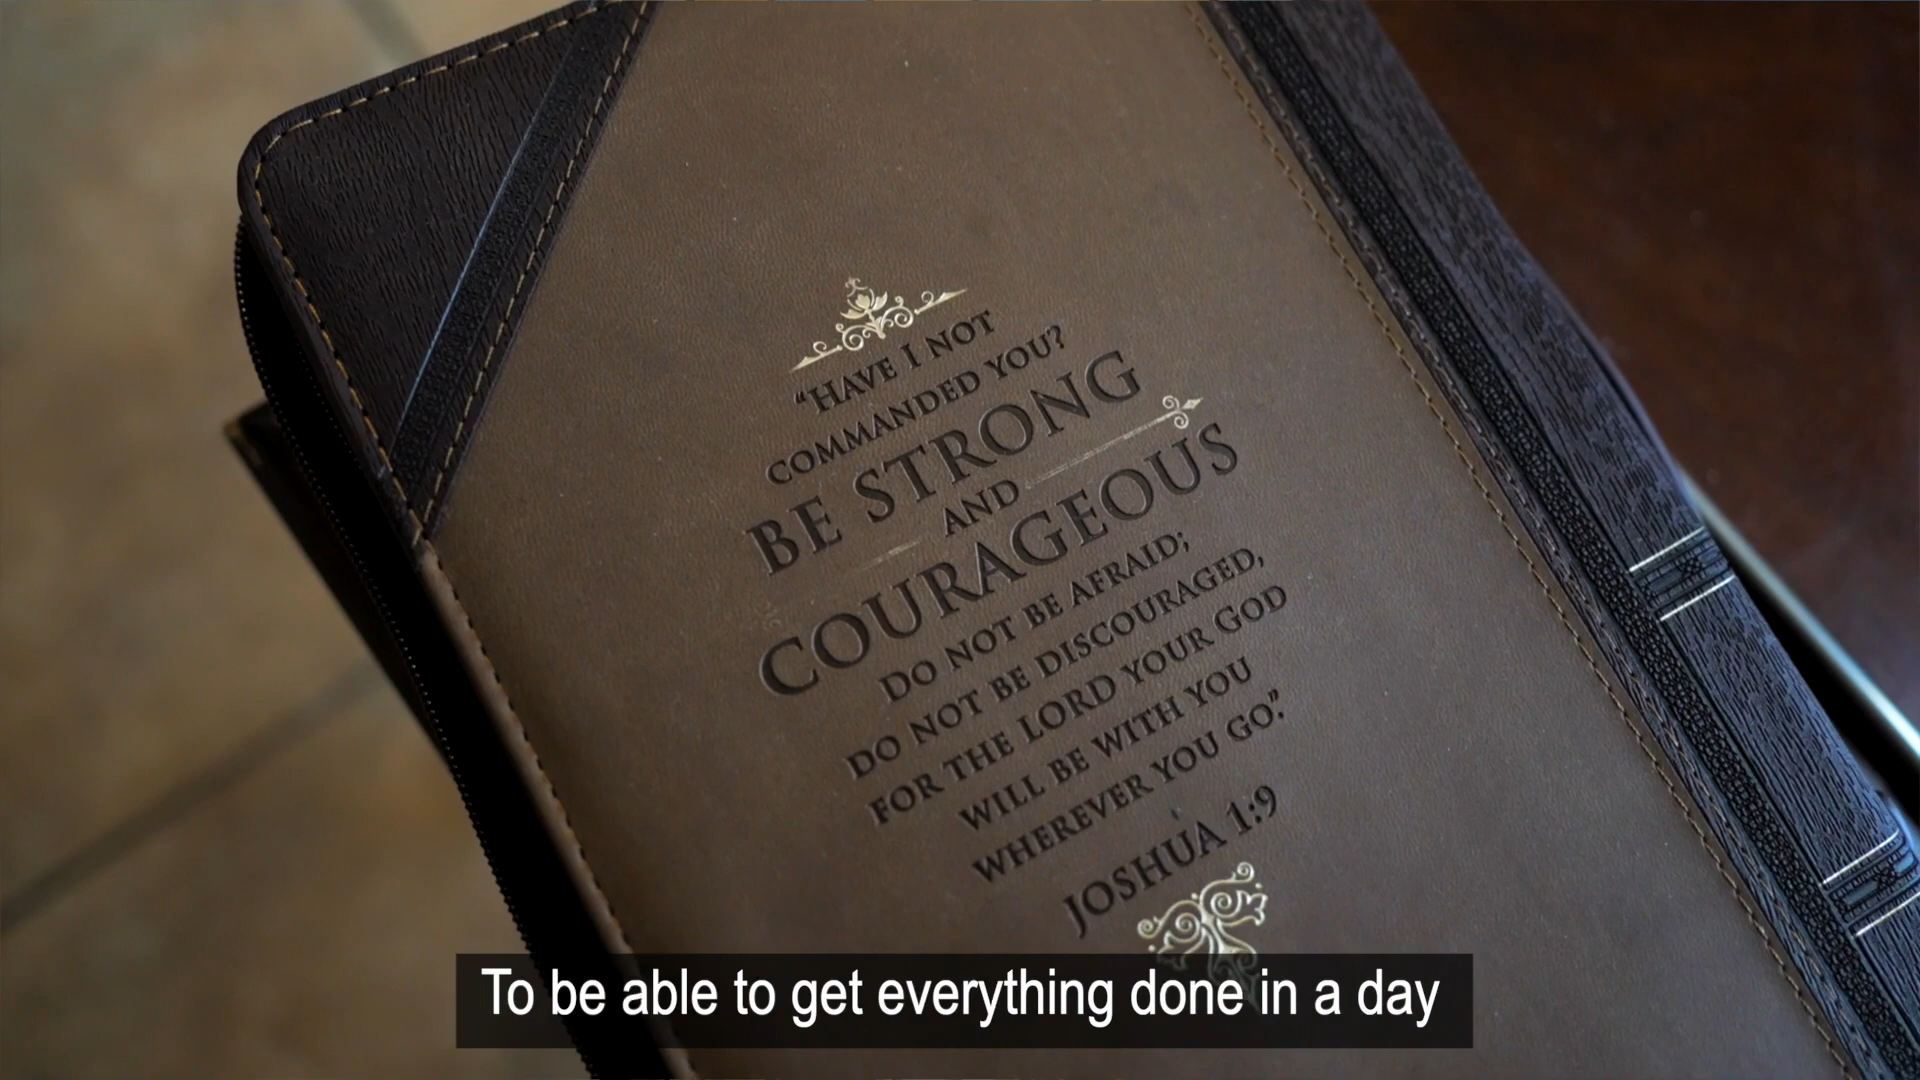 “HAVE I NOT
COMMANDED YOU?
BE STRONG
AND
COURAGEOUS
DO NOT BE AFRAID;
DO NOT BE DISCOURAGED,
FOR THE LORD YOUR GOD
WILL BE WITH YOU
WHEREVER YOU GO.”
JOSHUA 1:9
To be able to get everything done in a day